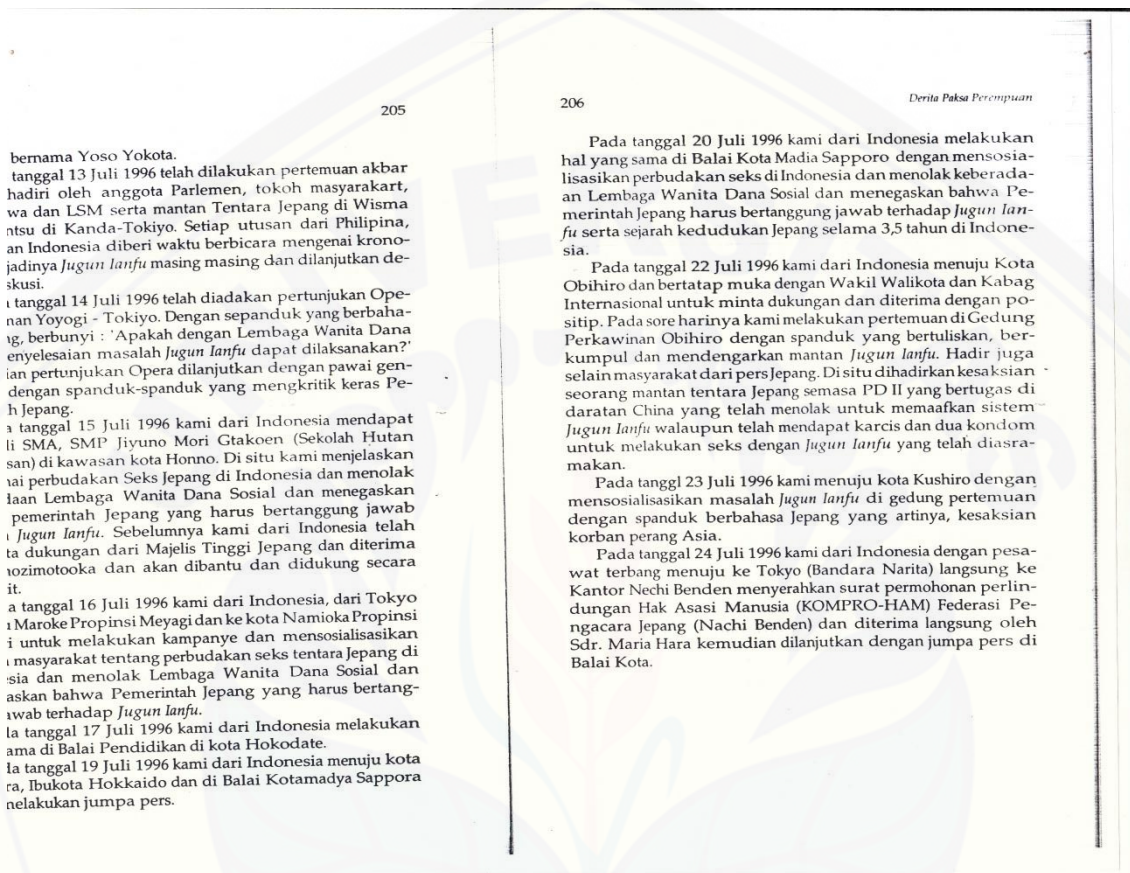 205
bernama Yoso Yokota.
tanggal 13 Juli 1996 telah dilakukan pertemuan akbar
hadiri oleh anggota Parlemen, tokoh masyarakart,
wa dan LSM serta mantan Tentara Jepang di Wisma
ntsu di Kanda-Tokiyo. Setiap utusan dari Philipina,
an Indonesia diberi waktu berbicara mengenai krono-
jadinya Jugun Ianfu masing masing dan dilanjutkan de-
skusi.
tanggal 14 Juli 1996 telah diadakan pertunjukan Ope-
nan Yoyogi - Tokiyo. Dengan sepanduk yang berbaha-
ng, berbunyi : 'Apakah dengan Lembaga Wanita Dana
enyelesaian masalah Jugun Ianfu dapat dilaksanakan?'
ian pertunjukan Opera dilanjutkan dengan pawai gen-
dengan spanduk-spanduk yang mengkritik keras Pe-
h Jepang.
a tanggal 15 Juli 1996 kami dari Indonesia mendapat
li SMA, SMP Jiyuno Mori Gtakoen (Sekolah Hutan
san) di kawasan kota Honno. Di situ kami menjelaskan
nai perbudakan Seks Jepang di Indonesia dan menolak
daan Lembaga Wanita Dana Sosial dan menegaskan
pemerintah Jepang yang harus bertanggung jawab
Jugun Ianfu. Sebelumnya kami dari Indonesia telah
ta dukungan dari Majelis Tinggi Jepang dan diterima
nozimotooka dan akan dibantu dan didukung secara
it.
a tanggal 16 Juli 1996 kami dari Indonesia, dari Tokyo
Maroke Propinsi Meyagi dan ke kota Namioka Propinsi
i untuk melakukan kampanye dan mensosialisasikan
masyarakat tentang perbudakan seks tentara Jepang di
sia dan menolak Lembaga Wanita Dana Sosial dan
askan bahwa Pemerintah Jepang yang harus bertang-
awab terhadap Jugun Ianfu.
la tanggal 17 Juli 1996 kami dari Indonesia melakukan
ama di Balai Pendidikan di kota Hokodate.
la tanggal 19 Juli 1996 kami dari Indonesia menuju kota
ra, Ibukota Hokkaido dan di Balai Kotamadya Sappora
nelakukan jumpa pers.
206
Derita Paksa Perempuan
Pada tanggal 20 Juli 1996 kami dari Indonesia melakukan
hal yang sama di Balai Kota Madia Sapporo dengan mensosia-
lisasikan perbudakan seks di Indonesia dan menolak keberada-
an Lembaga Wanita Dana Sosial dan menegaskan bahwa Pe-
merintah Jepang harus bertanggung jawab terhadap Jugun Ian-
fu serta sejarah kedudukan Jepang selama 3,5 tahun di Indone-
sia.
Pada tanggal 22 Juli 1996 kami dari Indonesia menuju Kota
Obihiro dan bertatap muka dengan Wakil Walikota dan Kabag
Internasional untuk minta dukungan dan diterima dengan po-
sitip. Pada sore harinya kami melakukan pertemuan di Gedung
Perkawinan Obihiro dengan spanduk yang bertuliskan, ber-
kumpul dan mendengarkan mantan Jugun Ianfu. Hadir juga
selain masyarakat dari pers Jepang. Di situ dihadirkan kesaksian
seorang mantan tentara Jepang semasa PD II yang bertugas di
daratan China yang telah menolak untuk memaafkan sistem
Jugun Ianfu walaupun telah mendapat karcis dan dua kondom
untuk melakukan seks dengan Jugun Ianfu yang telah diasra-
makan.
Pada tanggl 23 Juli 1996 kami menuju kota Kushiro dengan
mensosialisasikan masalah Jugun Ianfu di gedung pertemuan
dengan spanduk berbahasa Jepang yang artinya, kesaksian
korban perang Asia.
Pada tanggal 24 Juli 1996 kami dari Indonesia dengan pesa-
wat terbang menuju ke Tokyo (Bandara Narita) langsung ke
Kantor Nechi Benden menyerahkan surat permohonan perlin-
dungan Hak Asasi Manusia (KOMPRO-HAM) Federasi Pe-
ngacara Jepang (Nachi Benden) dan diterima langsung oleh
Sdr. Maria Hara kemudian dilanjutkan dengan jumpa pers di
Balai Kota.